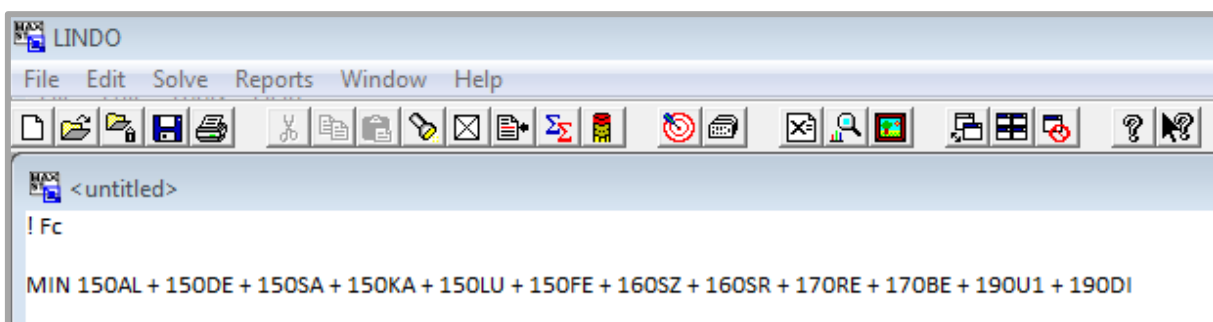 LINDO
File Edit Solve Reports Window Help
<untitled>
! Fc
MIN 150AL + 150DE + 150SA + 150KA + 150LU + 150FE + 160SZ + 160SR + 170RE + 170BE + 190U1 + 190DI